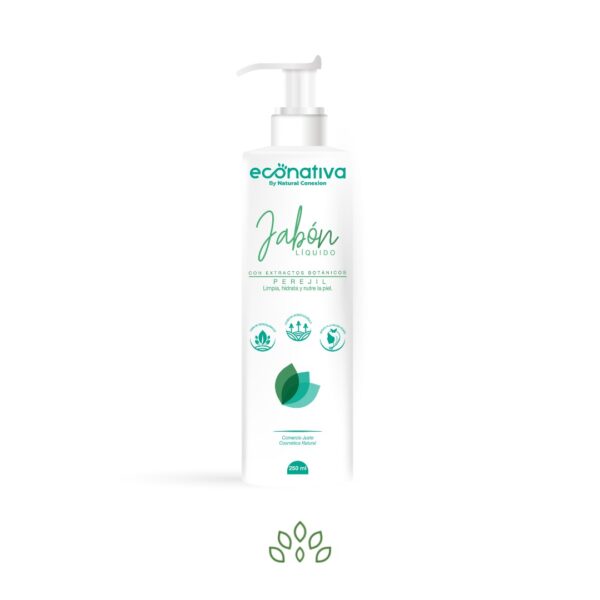 econativa
By Natural Conexion
Jabón
LÍQUIDO
CON EXTRACTOS BOTÁNICOS
PEREJIL
Limpia, hidrata y nutre la piel.
Comercio Justo
Cosmética Natural
250 ml